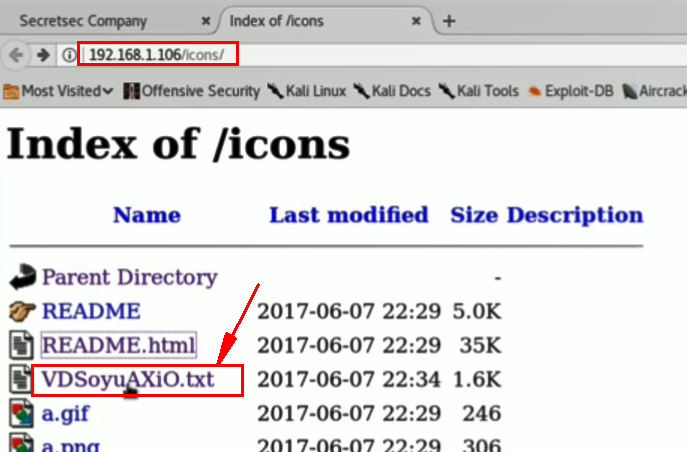 Secretsec Company
Index of /icons
192.168.1.106/icons/
Most Visited Offensive Security Kali Linux Kali Docs Kali Tools Exploit-DB Aircrack
Index of /icons
Name Last modified Size Description
Parent Directory -
README 2017-06-07 22:29 5.0K
README.html 2017-06-07 22:29 35K
VDSoyuAXiO.txt 2017-06-07 22:34 1.6K
a.gif 2017-06-07 22:29 246
a.png 2017-06-07 22:29 306